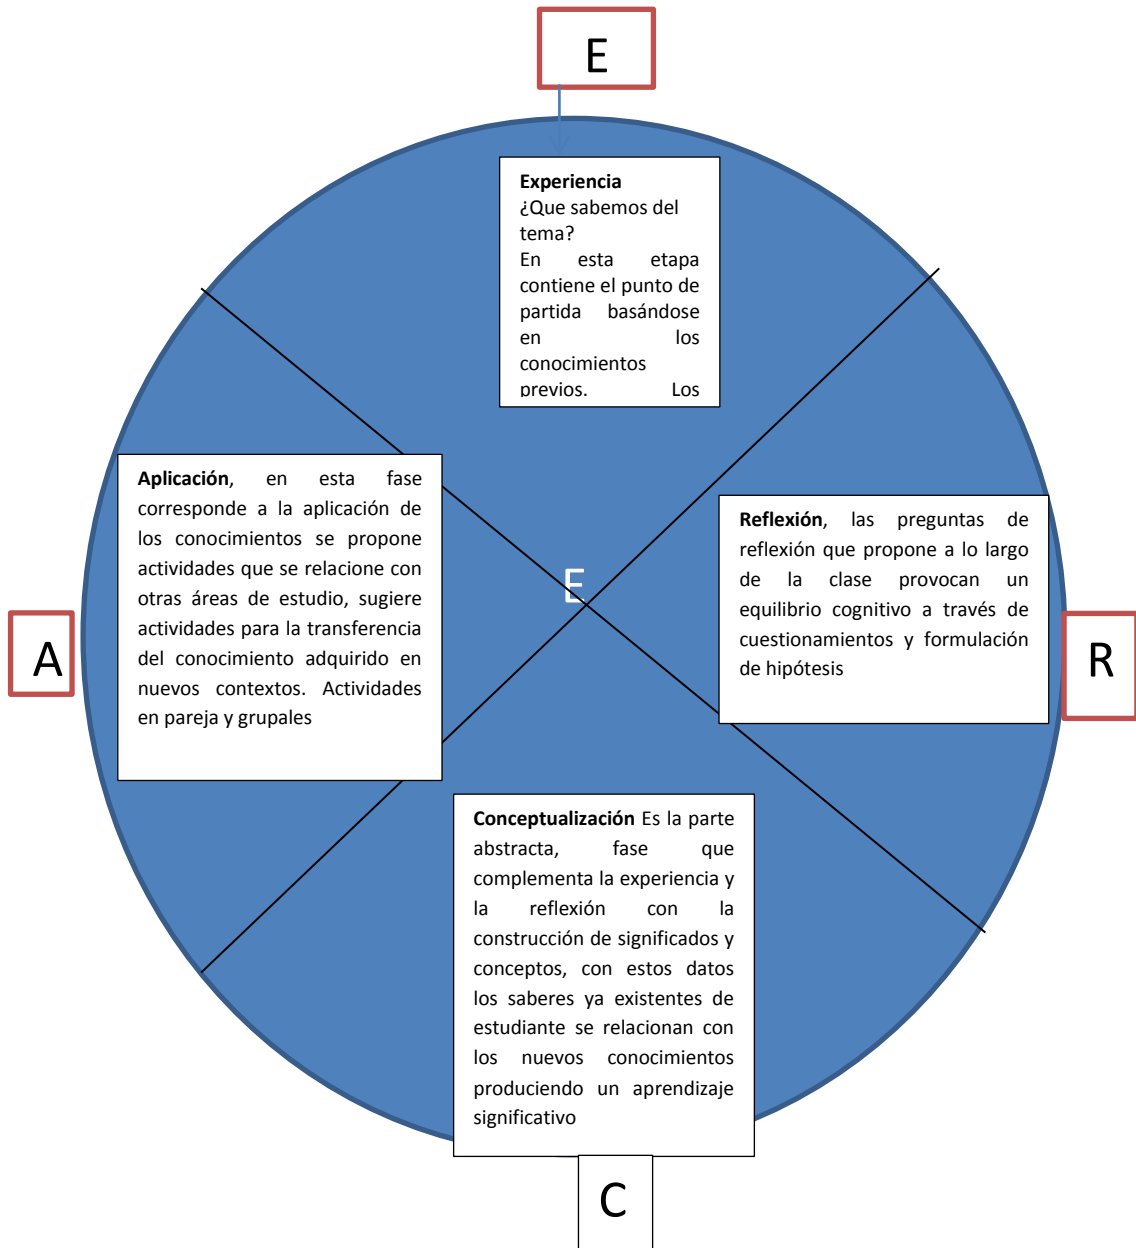 E
Experiencia
¿Que sabemos del
tema?
En esta etapa
contiene el punto de
partida basándose
en los
conocimientos
previos. Los
Aplicación, en esta fase
corresponde a la aplicación de
los conocimientos se propone
actividades que se relacione con
otras áreas de estudio, sugiere
actividades para la transferencia
del conocimiento adquirido en
nuevos contextos. Actividades
en pareja y grupales
A
E
Reflexión, las preguntas de
reflexión que propone a lo largo
de la clase provocan un
equilibrio cognitivo a través de
cuestionamientos y formulación
de hipótesis
R
Conceptualización Es la parte
abstracta, fase que
complementa la experiencia y
la reflexión con la
construcción de significados y
conceptos, con estos datos
los saberes ya existentes de
estudiante se relacionan con
los nuevos conocimientos
produciendo un aprendizaje
significativo
C